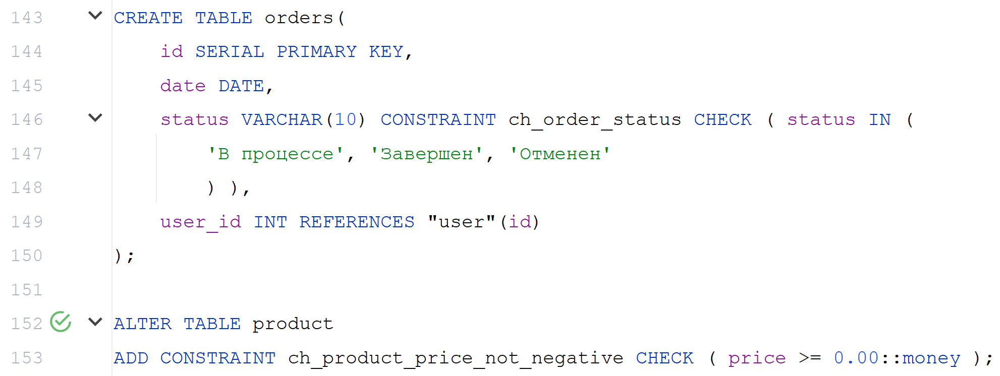 143 CREATE TABLE orders(
144 id SERIAL PRIMARY KEY,
145 date DATE,
146 status VARCHAR(10) CONSTRAINT ch_order_status CHECK ( status IN (
147 'В процессе', 'Завершен', 'Отменен'
148 ) ),
149 user_id INT REFERENCES "user"(id)
150 );
151
152 ALTER TABLE product
153 ADD CONSTRAINT ch_product_price_not_negative CHECK ( price >= 0.00::money );